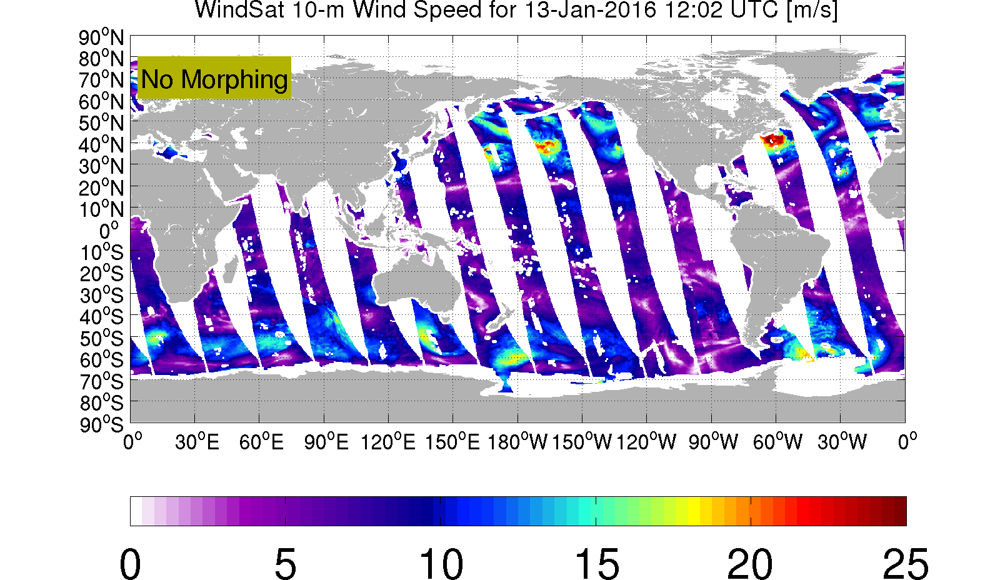 WindSat 10-m Wind Speed for 13-Jan-2016 12:02 UTC [m/s]
90°N
80°N
70°N
No Morphing
60°N
50°N
40°N
30°N
20°N
10°N
0°
10°S
20°S
30°S
40°S
50°S
60°S
70°S
80°S
90°S
0° 30°E 60°E 90°E 120°E 150°E 180°W 150°W 120°W 90°W 60°W 30°W 0°
0 5 10 15 20 25